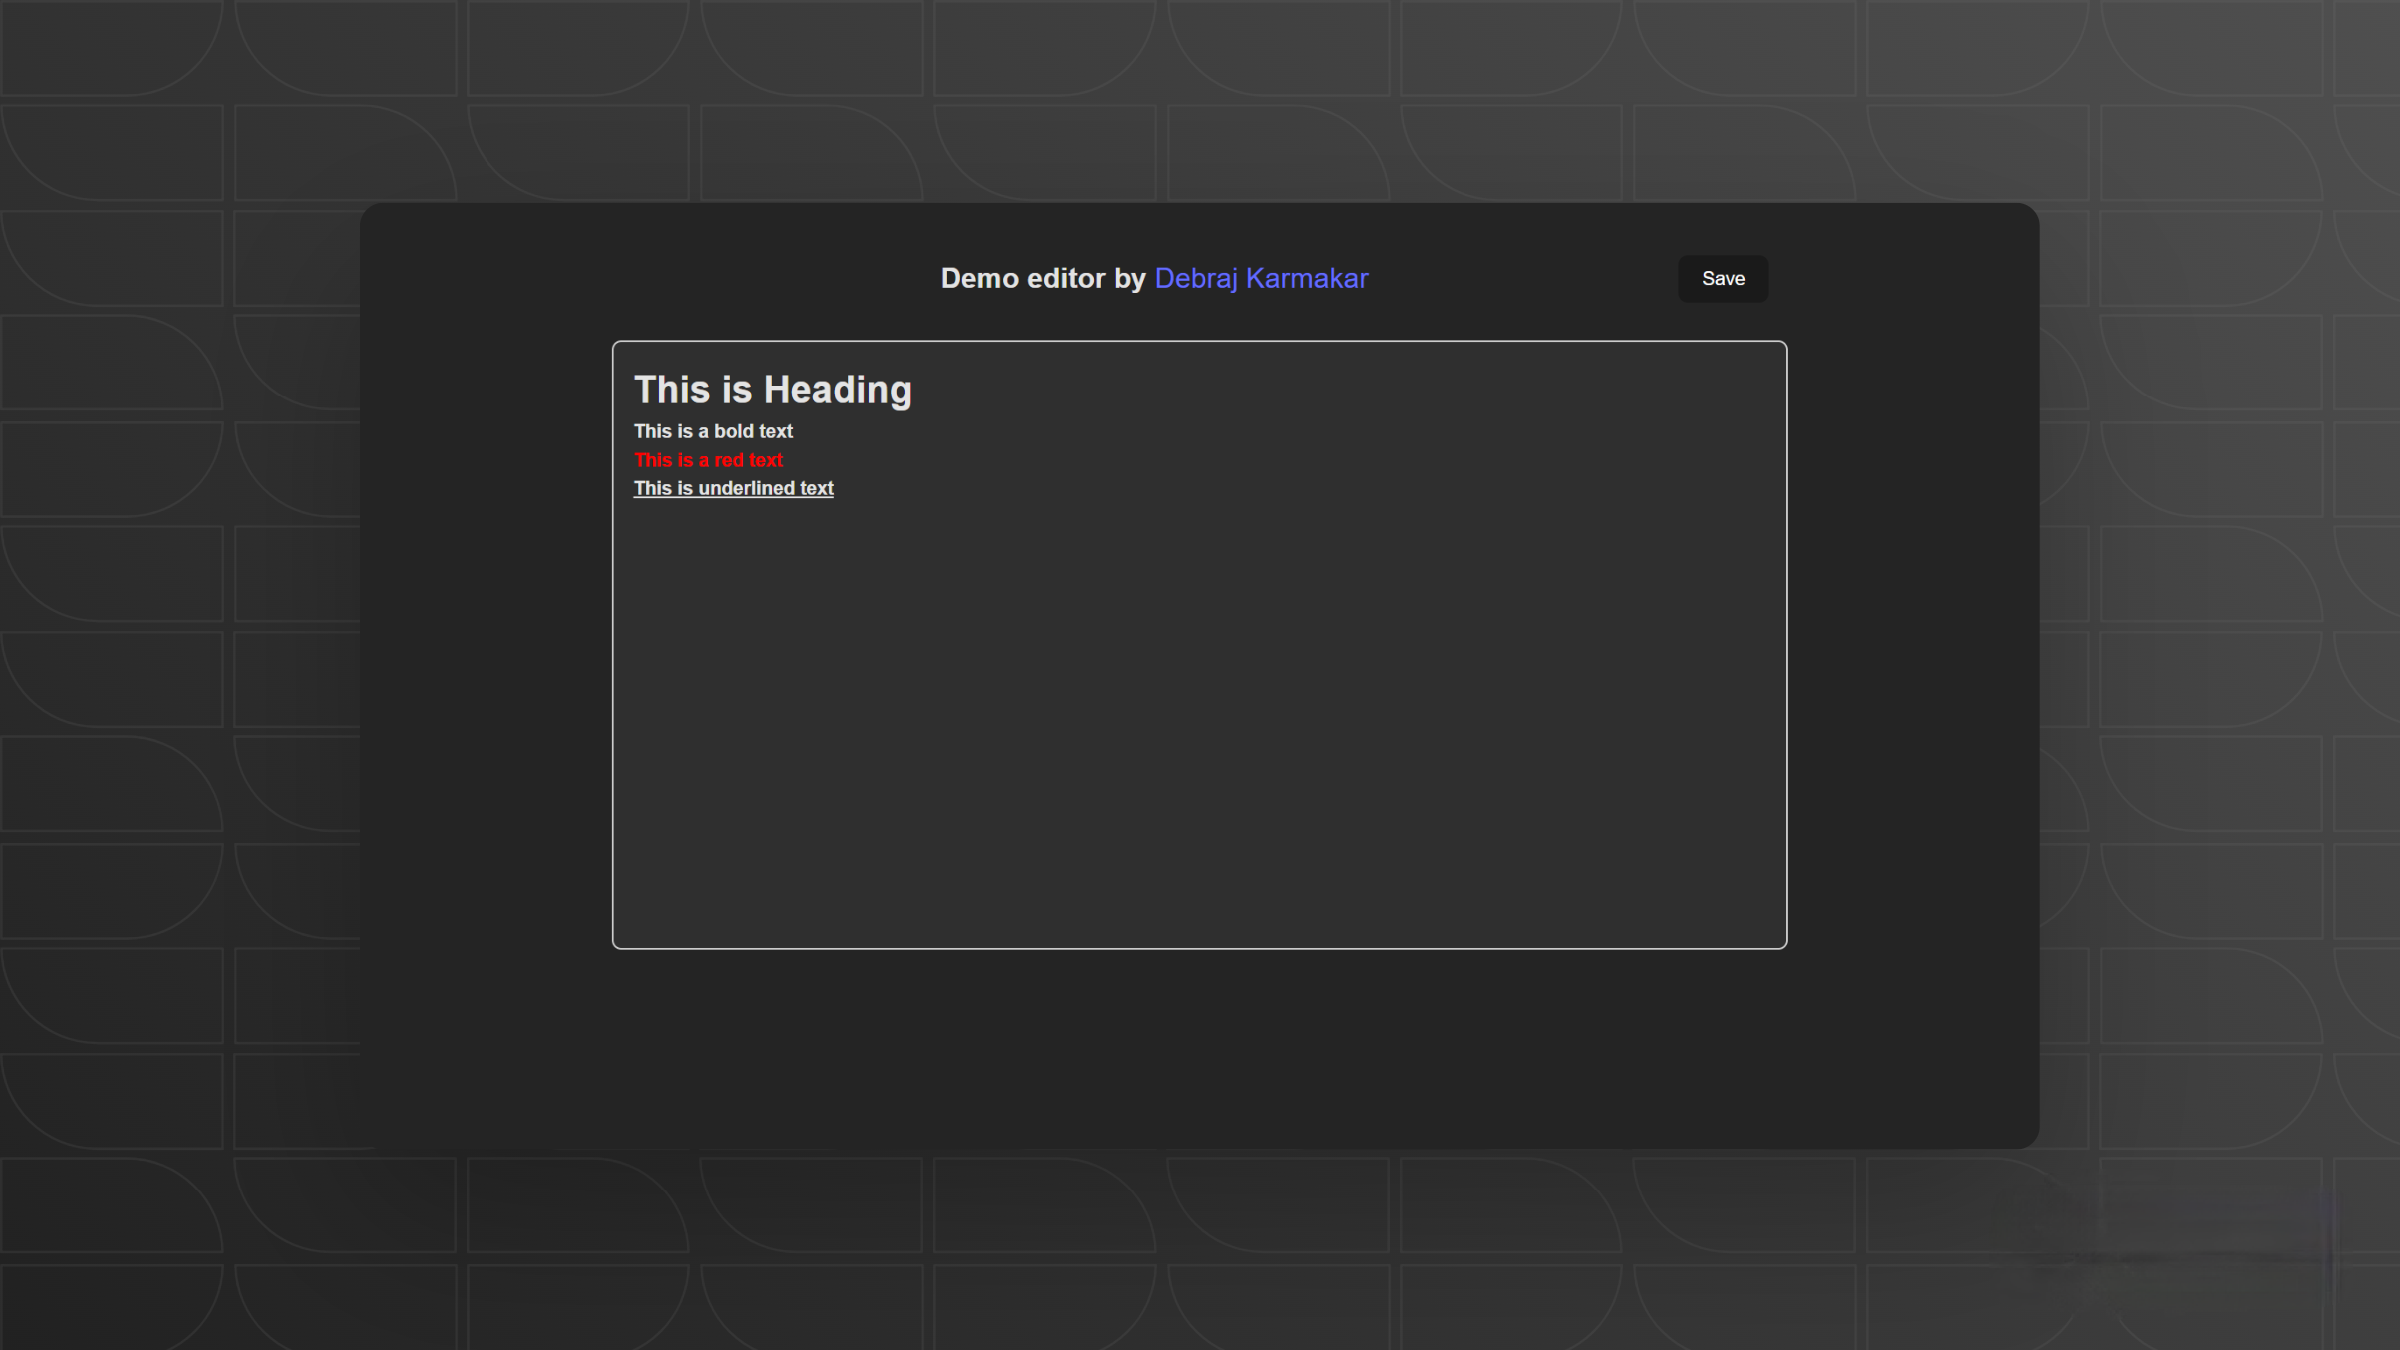 Demo editor by Debraj Karmakar
Save
This is Heading
This is a bold text
This is a red text
This is underlined text